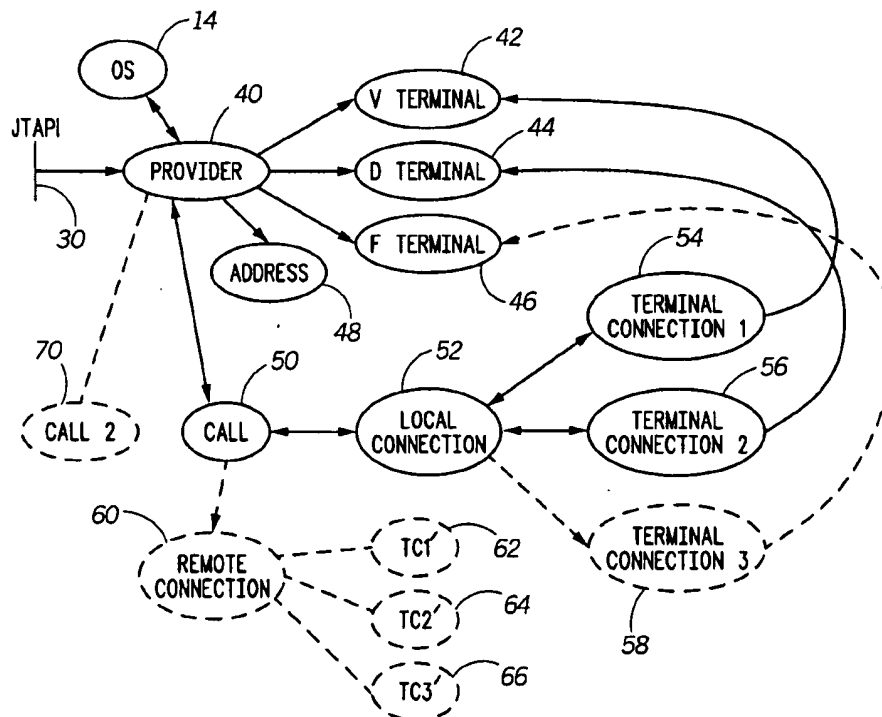 14
OS
42
V TERMINAL
40
JTAPI
PROVIDER
44
D TERMINAL
30
F TERMINAL
46
ADDRESS
48
54
TERMINAL
CONNECTION 1
70
CALL 2
50
CALL
52
LOCAL
CONNECTION
56
TERMINAL
CONNECTION 2
60
REMOTE
CONNECTION
TC1'
62
TC2'
64
TC3'
66
TERMINAL
CONNECTION 3
58